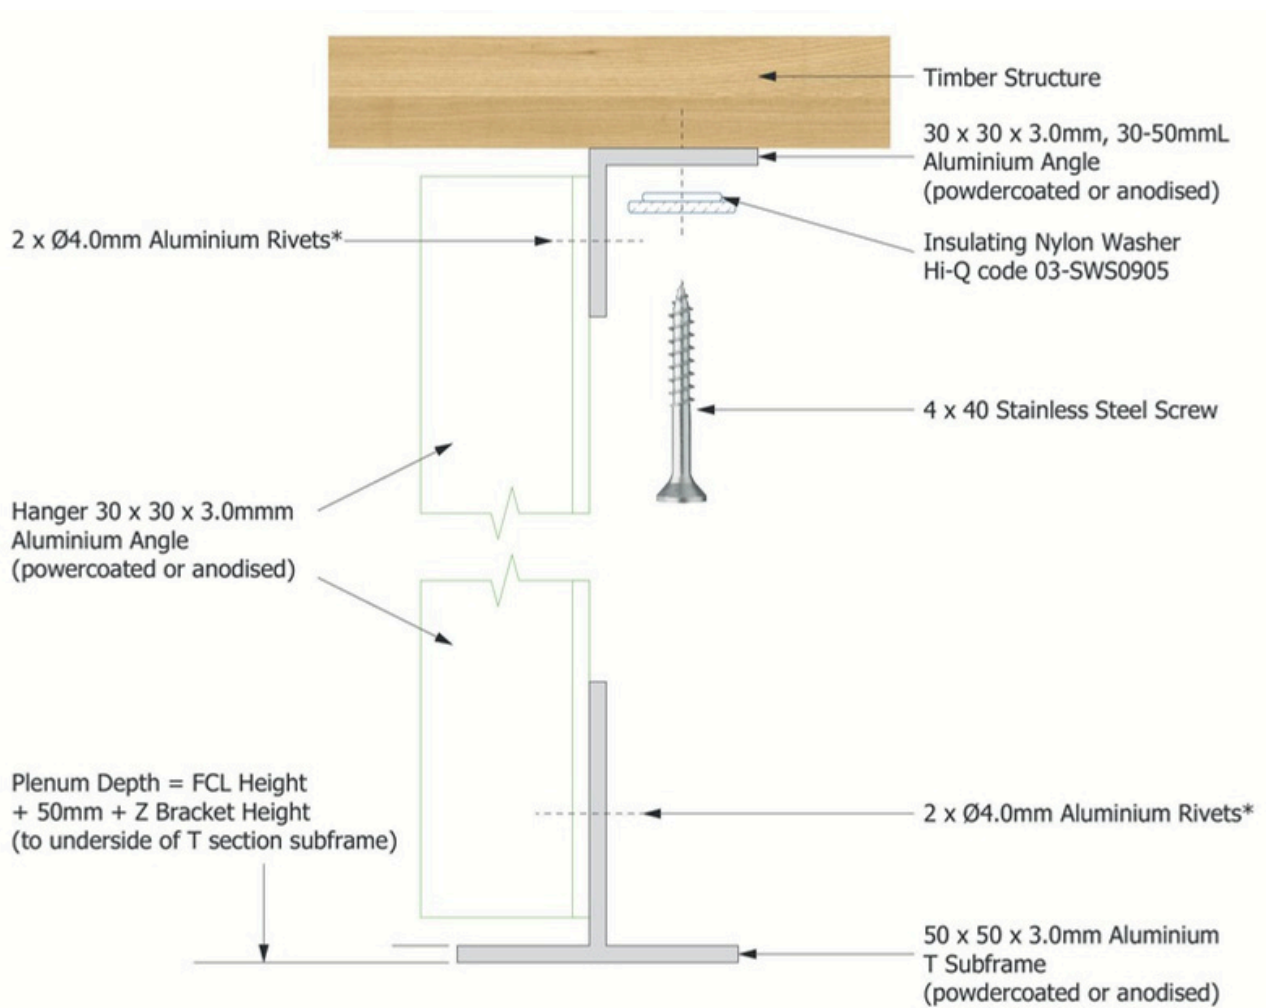 Timber Structure
30 x 30 x 3.0mm, 30-50mmL
Aluminium Angle
(powdercoated or anodised)
2 x Ø4.0mm Aluminium Rivets*
Insulating Nylon Washer
Hi-Q code 03-SWS0905
4 x 40 Stainless Steel Screw
Hanger 30 x 30 x 3.0mmm
Aluminium Angle
(powercoated or anodised)
Plenum Depth = FCL Height
+ 50mm + Z Bracket Height
(to underside of T section subframe)
2 x Ø4.0mm Aluminium Rivets*
50 x 50 x 3.0mm Aluminium
T Subframe
(powdercoated or anodised)